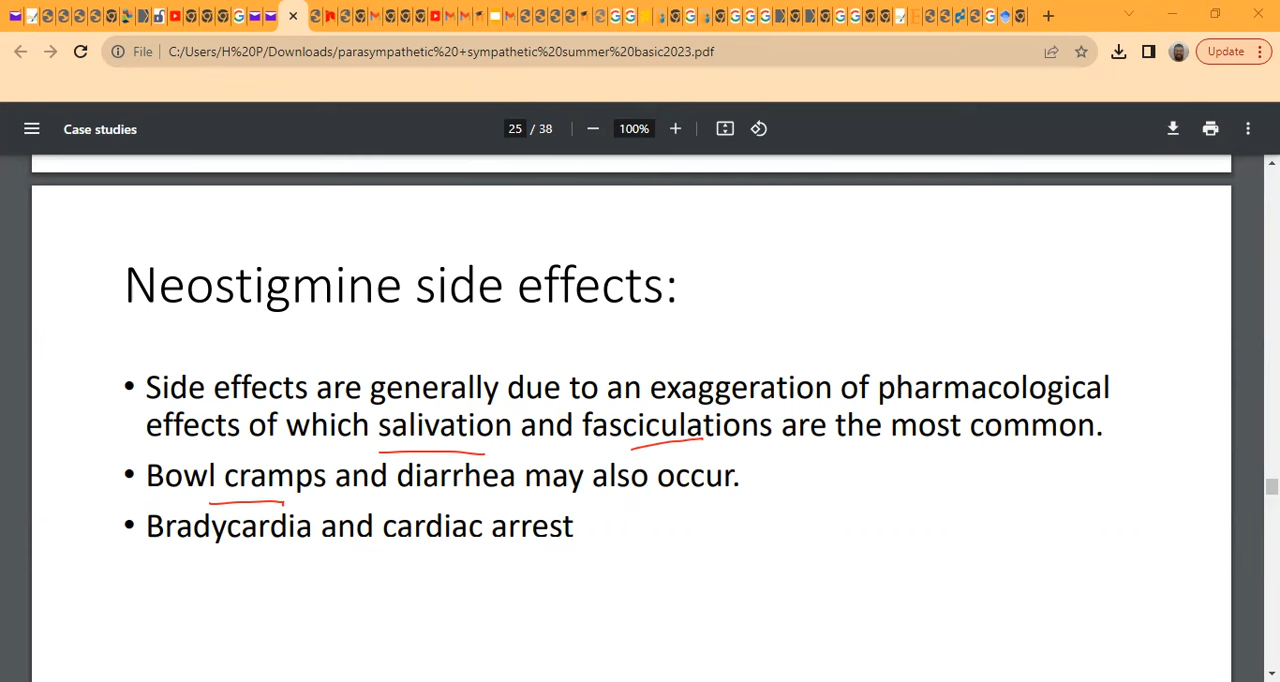 File
C:/Users/H%20P/Downloads/parasympathetic%20+sympathetic%20summer%20basic2023.pdf
Update
Case studies
25 / 38
100%
Neostigmine side effects:
• Side effects are generally due to an exaggeration of pharmacological
effects of which salivation and fasciculations are the most common.
• Bowl cramps and diarrhea may also occur.
• Bradycardia and cardiac arrest